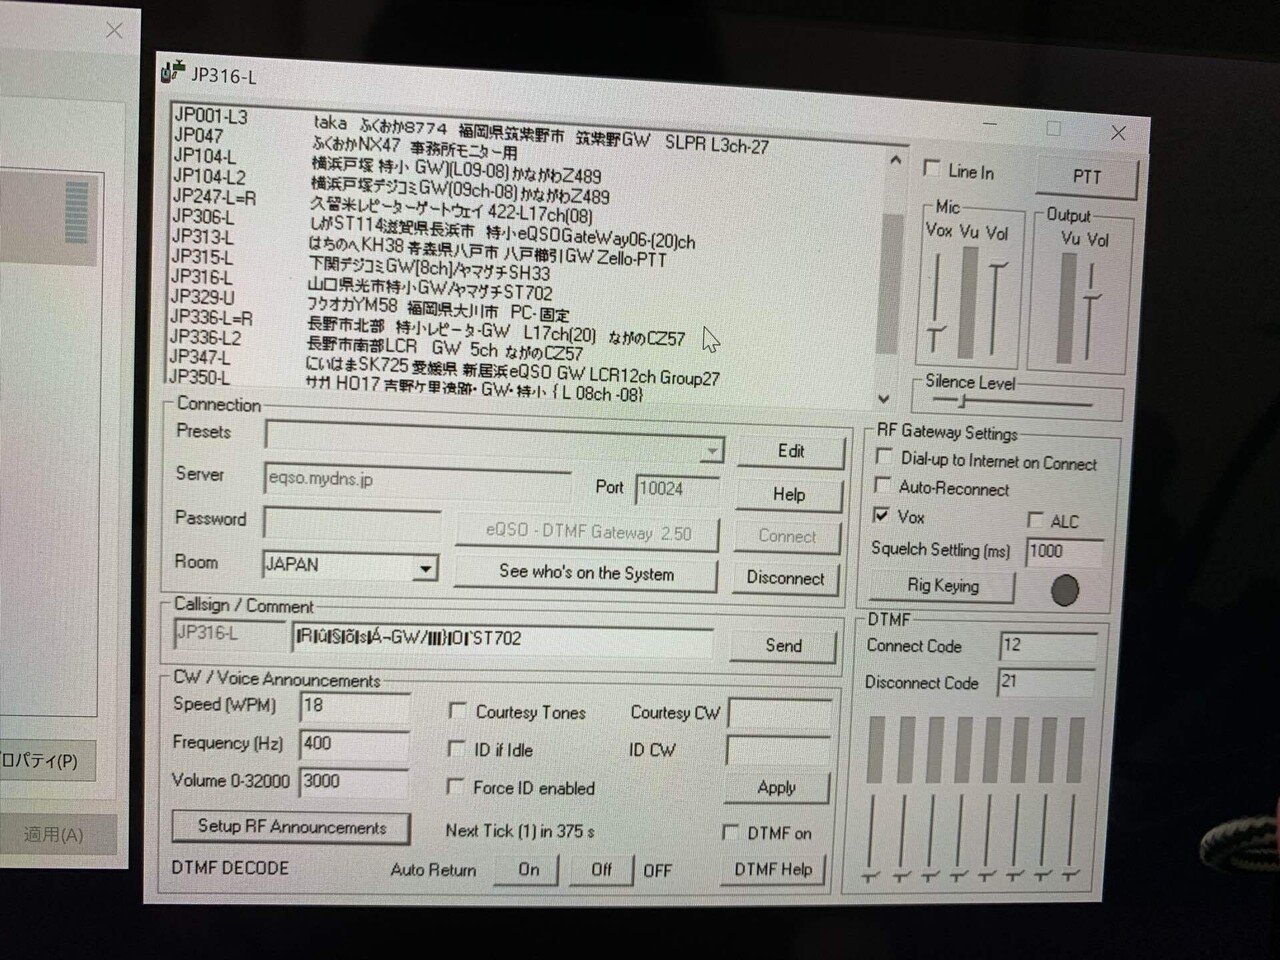 JP316-L
JP001-L3 taka ふくおか8774 福岡県筑紫野市 筑紫野GW SLPR L3ch-27
JP047 ふくおかNX47 事務所モニター用
JP104-L 横浜戸塚 特小 GW)(L09-08)かながわZ489
JP104-L2 横浜戸塚デジコミGW(09ch-08)かながわZ489
JP247-L=R 久留米レピーターゲートウェイ 422-L17ch(08)
JP306-L しがST114滋賀県長浜市 特小eQSOGateWay06-(20)ch
JP313-L はちのへKH38 青森県八戸市 八戸櫛引GW Zello-PTT
JP315-L 下関デジコミGW[8ch]/ヤマグチSH33
JP316-L 山口県光市特小GW/ヤマグチST702
JP329-U フクオカYM58 福岡県大川市 PC-固定
JP336-L=R 長野市北部 特小レピータ-GW L17ch(20) ながのCZ57
JP336-L2 長野市南部LCR GW 5ch ながのCZ57
JP347-L にいはまSK725 愛媛県 新居浜eQSO GW LCR12ch Group27
JP350-L サガ HO17 吉野ケ里遺跡・GW・特小 { L 08ch -08}
Line In
PTT
Mic
Vox Vu Vol
Output
Vu Vol
Silence Level
Connection
Presets
Edit
Server eqso.mydns.jp
Port 10024
Help
Password
eQSO - DTMF Gateway 2.50
Connect
Room JAPAN
See who's on the System
Disconnect
RF Gateway Settings
Dial-up to Internet on Connect
Auto-Reconnect
Vox
ALC
Squelch Settling (ms) 1000
Rig Keying
Callsign / Comment
JP316-L
ST702
Send
DTMF
Connect Code 12
Disconnect Code 21
CW / Voice Announcements
Speed (WPM) 18
Courtesy Tones
Courtesy CW
Frequency (Hz) 400
ID if Idle
ID CW
Volume 0-32000 3000
Force ID enabled
Apply
Setup RF Announcements
Next Tick (1) in 375 s
DTMF on
DTMF DECODE
Auto Return
On
Off
OFF
DTMF Help
ロパティ(P)
適用(A)